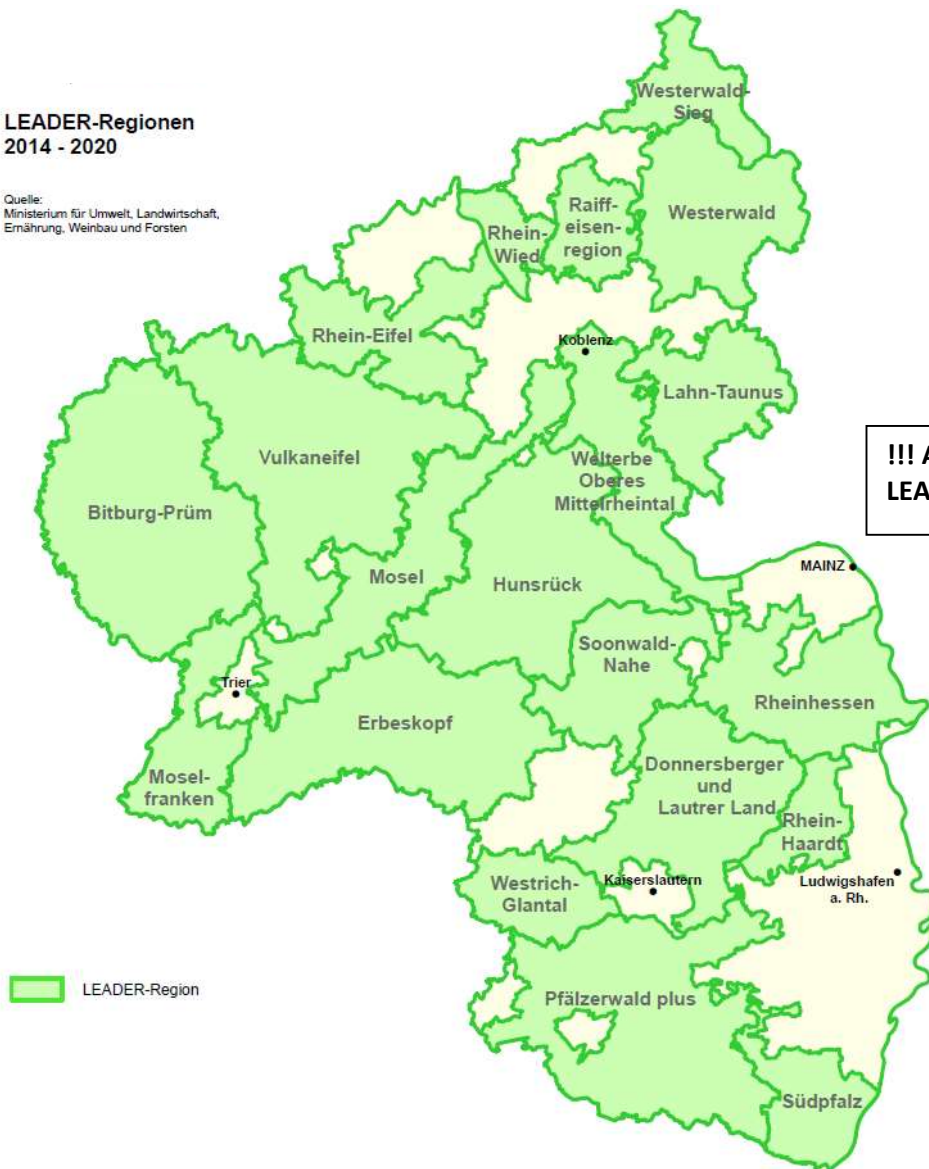 LEADER-Regionen
2014 - 2020
Quelle:
Ministerium für Umwelt, Landwirtschaft,
Ernährung, Weinbau und Forsten
Westerwald-
Sieg
Westerwald
Raiff-
eisen-
region
Rhein-
Wied
Rhein-Eifel
Koblenz
Lahn-Taunus
Vulkaneifel
Welterbe
Oberes
Mittelrheintal
!!! A
LEA
Bitburg-Prüm
Mosel
Hunsrück
MAINZ
Soonwald-
Nahe
Trier
Rheinhessen
Erbeskopf
Mosel-
franken
Donnersberger
und
Lautrer Land
Rhein-
Haardt
Westrich-
Glantal
Kaiserslautern
Ludwigshafen
a. Rh.
LEADER-Region
Pfälzerwald plus
Südpfalz